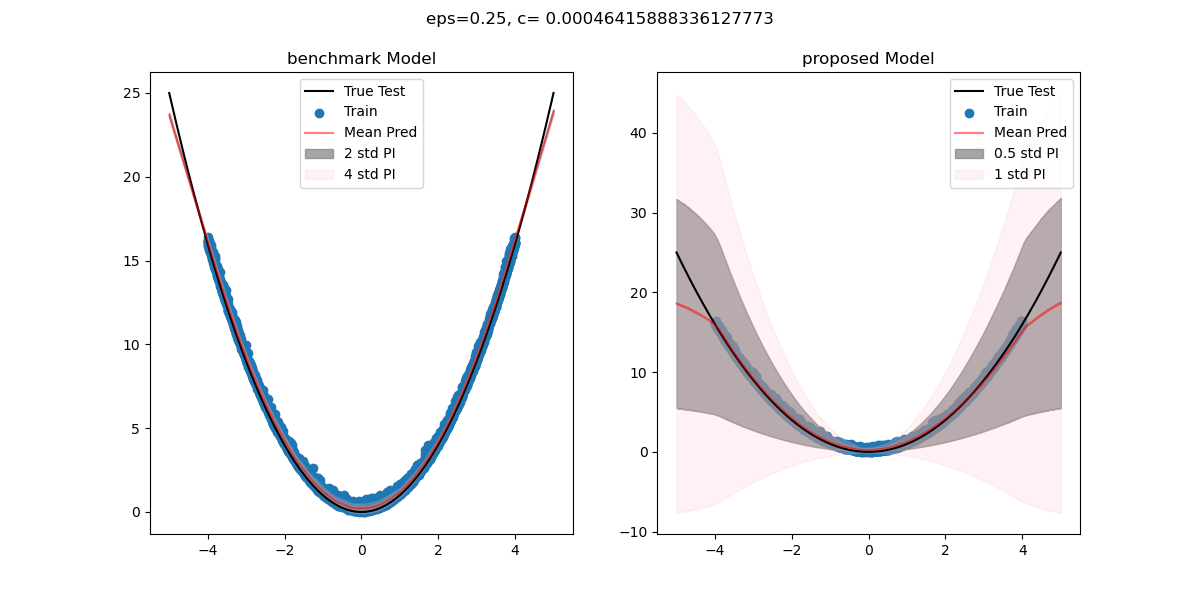 eps=0.25, c= 0.00046415888336127773
benchmark Model
25
20
15
10
5
0
−4
−2
0
2
4
True Test
Train
Mean Pred
2 std PI
4 std PI
proposed Model
40
30
20
10
0
−10
−4
−2
0
2
4
True Test
Train
Mean Pred
0.5 std PI
1 std PI